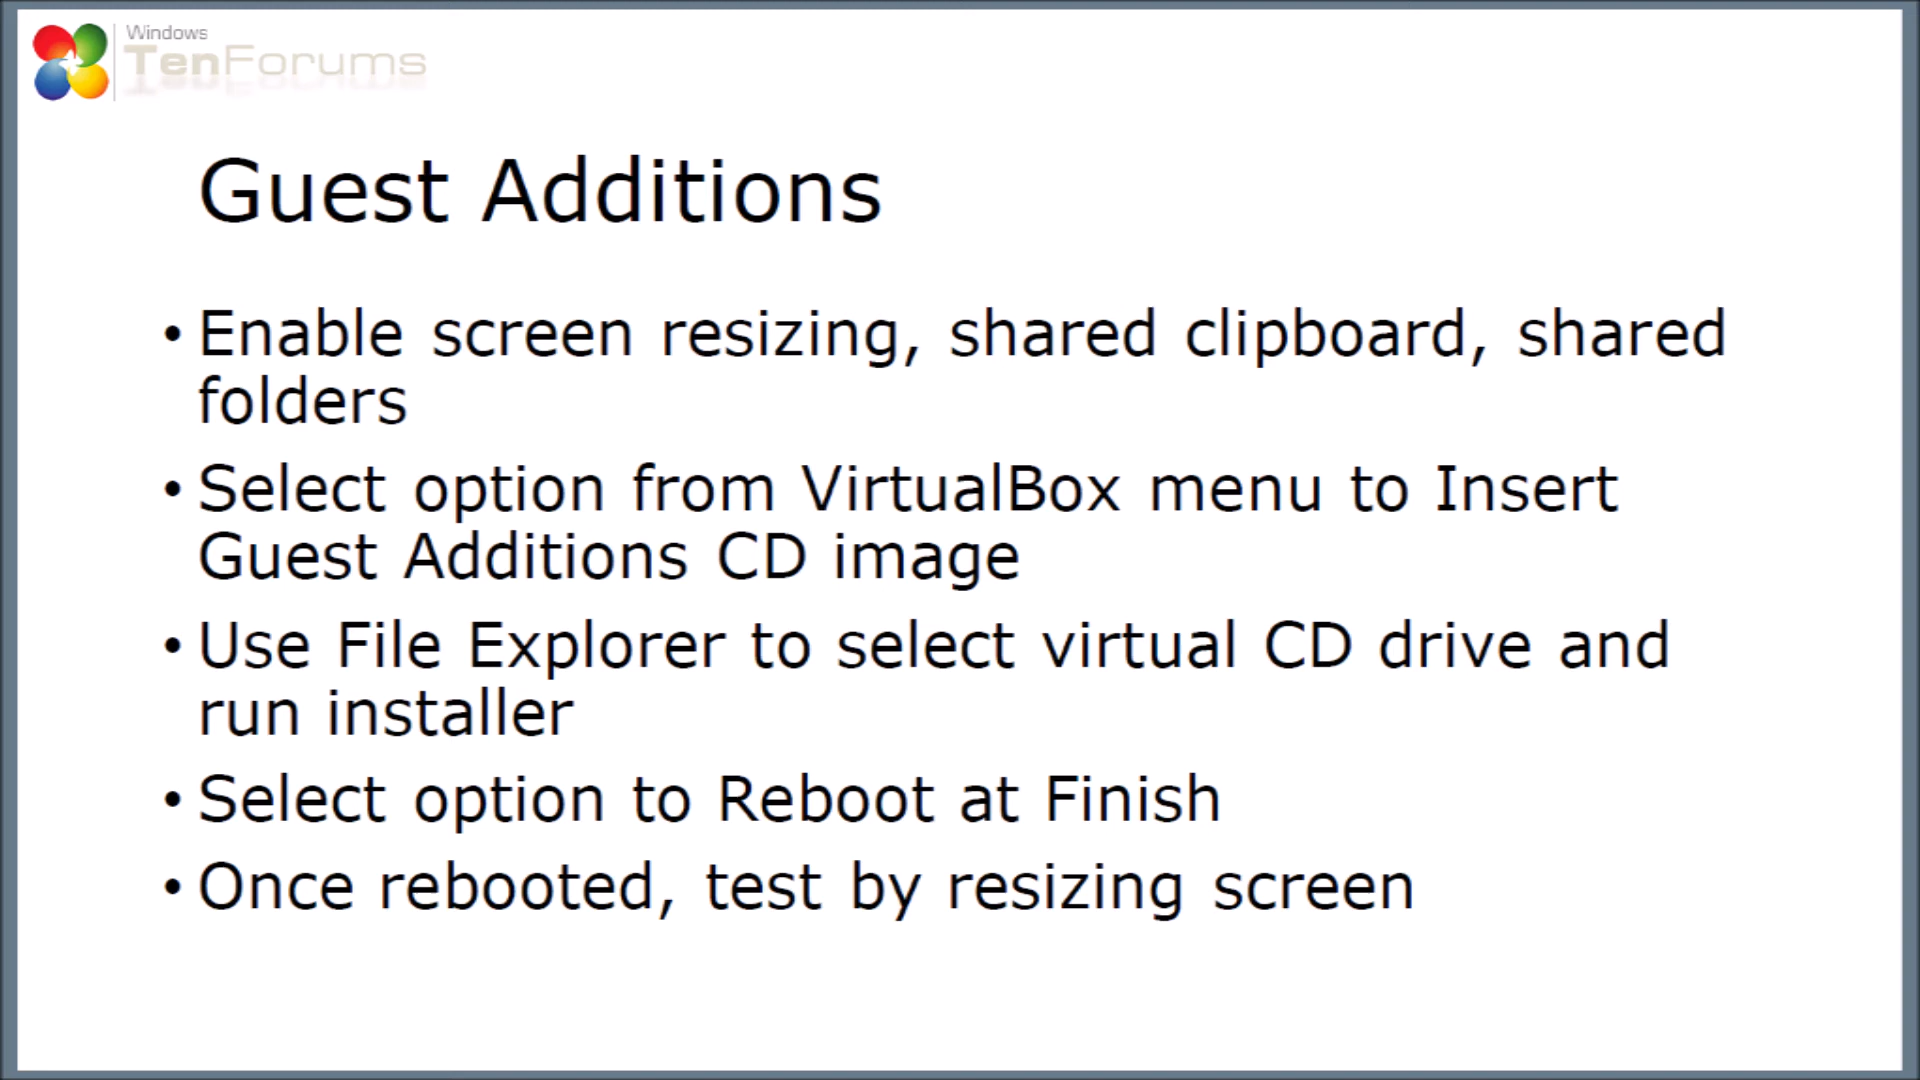 Windows
TenForums
Guest Additions
• Enable screen resizing, shared clipboard, shared
folders
• Select option from VirtualBox menu to Insert
Guest Additions CD image
• Use File Explorer to select virtual CD drive and
run installer
• Select option to Reboot at Finish
• Once rebooted, test by resizing screen